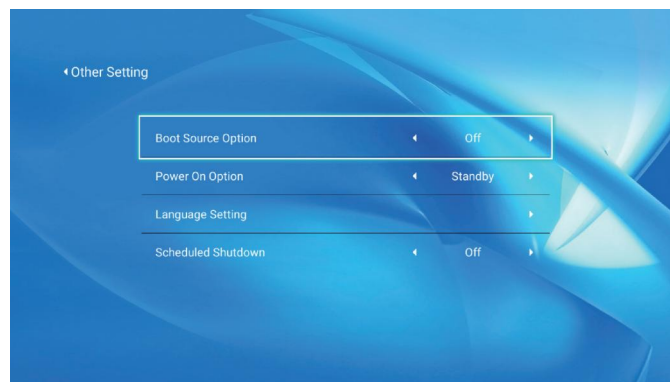 Other Setting
Boot Source Option Off
Power On Option Standby
Language Setting
Scheduled Shutdown Off